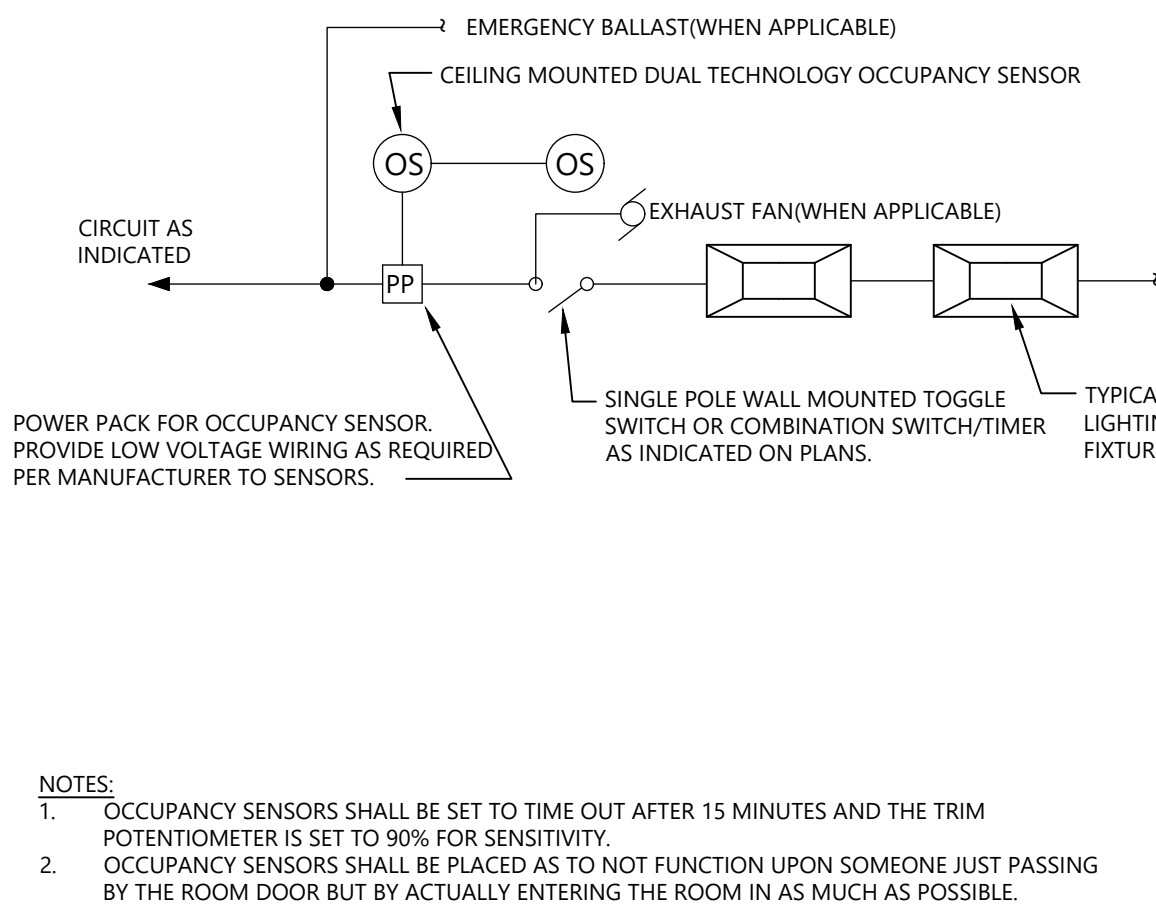 EMERGENCY BALLAST(WHEN APPLICABLE)
CEILING MOUNTED DUAL TECHNOLOGY OCCUPANCY SENSOR
OS
OS
EXHAUST FAN(WHEN APPLICABLE)
CIRCUIT AS
INDICATED
PP
SINGLE POLE WALL MOUNTED TOGGLE
SWITCH OR COMBINATION SWITCH/TIMER
AS INDICATED ON PLANS.
POWER PACK FOR OCCUPANCY SENSOR.
PROVIDE LOW VOLTAGE WIRING AS REQUIRED
PER MANUFACTURER TO SENSORS.
NOTES:
1. OCCUPANCY SENSORS SHALL BE SET TO TIME OUT AFTER 15 MINUTES AND THE TRIM
POTENTIOMETER IS SET TO 90% FOR SENSITIVITY.
2. OCCUPANCY SENSORS SHALL BE PLACED AS TO NOT FUNCTION UPON SOMEONE JUST PASSING
BY THE ROOM DOOR BUT BY ACTUALLY ENTERING THE ROOM IN AS MUCH AS POSSIBLE.